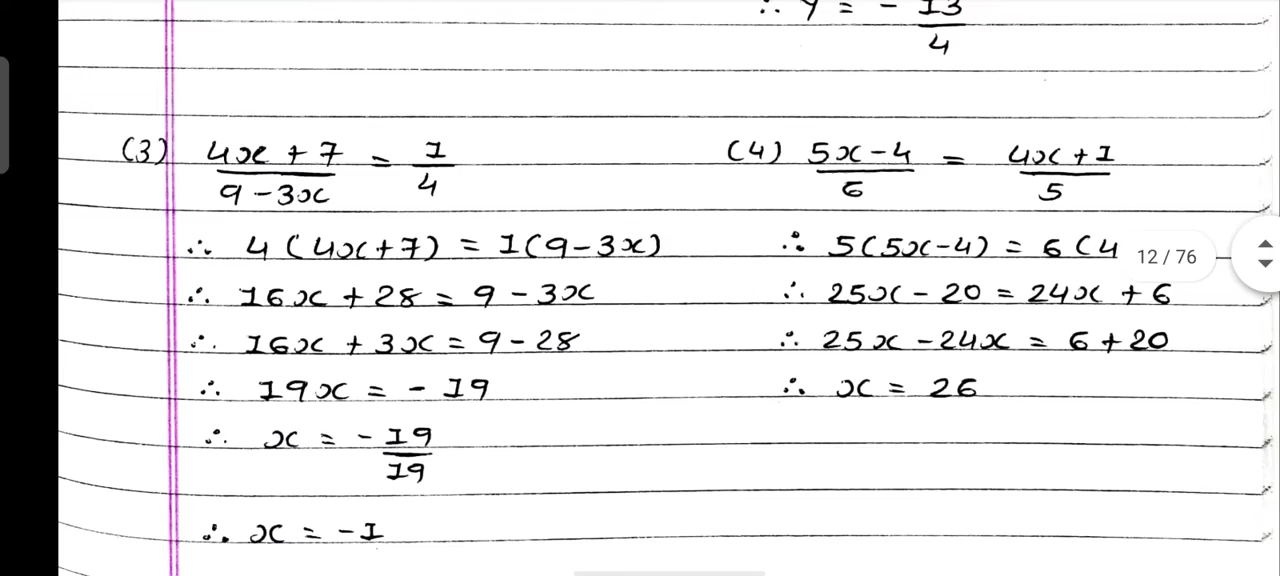 ∴ y = - 13/4
(3) (4x + 7)/(9 - 3x) = 1/4
∴ 4(4x+7) = 1(9-3x)
∴ 16x + 28 = 9 - 3x
∴ 16x + 3x = 9 - 28
∴ 19x = - 19
∴ x = - 19/19
∴ x = -1
(4) (5x - 4)/6 = (4x + 1)/5
∴ 5(5x-4) = 6(4
12 / 76
∴ 25x - 20 = 24x + 6
∴ 25x - 24x = 6 + 20
∴ x = 26